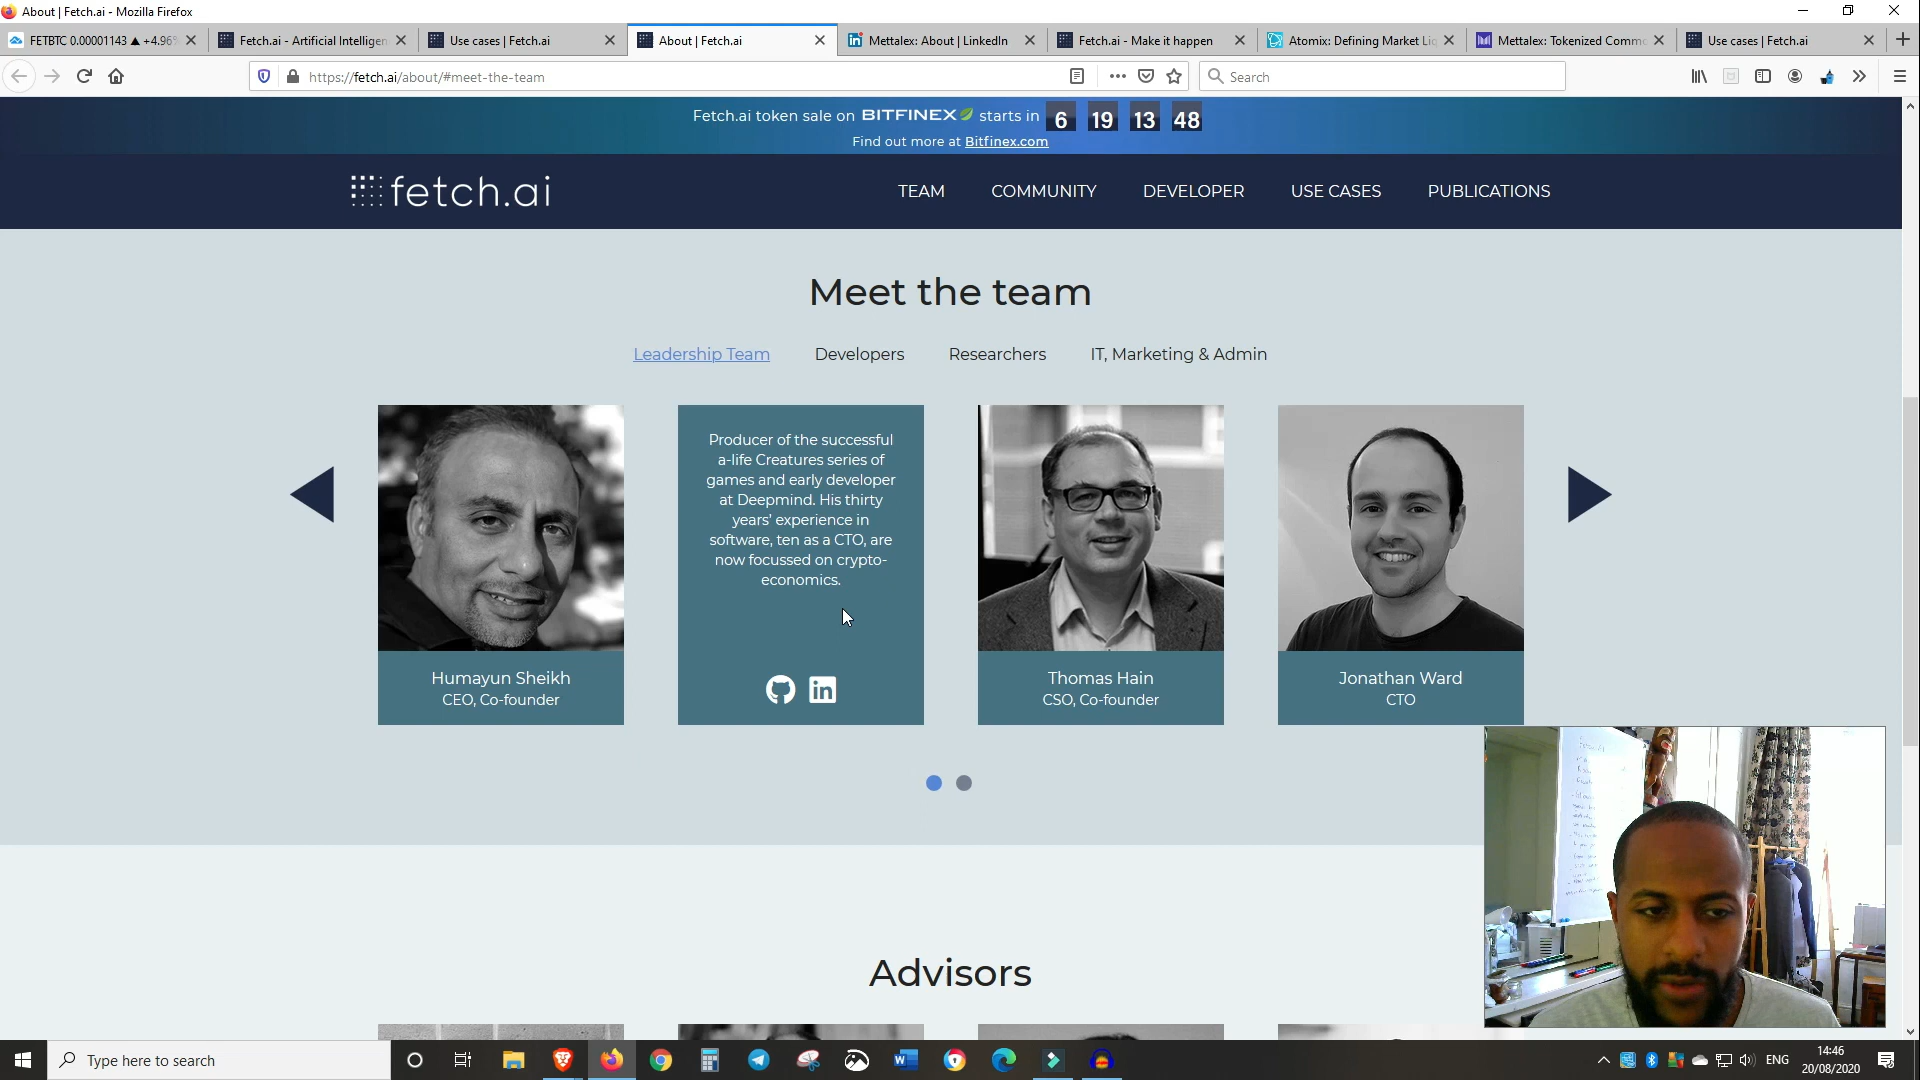 About | Fetch.ai - Mozilla Firefox
FETBTC 0.00001143 ▲ +4.96%
Fetch.ai - Artificial Intelligen
Use cases | Fetch.ai
About | Fetch.ai
Mettalex: About | LinkedIn
Fetch.ai - Make it happen
Atomix: Defining Market Liq
Mettalex: Tokenized Commo
Use cases | Fetch.ai
https://fetch.ai/about/#meet-the-team
Search
Fetch.ai token sale on BITFINEX starts in 6 19 13 48
Find out more at Bitfinex.com
fetch.ai
TEAM
COMMUNITY
DEVELOPER
USE CASES
PUBLICATIONS
Meet the team
Leadership Team
Developers
Researchers
IT, Marketing & Admin
Producer of the successful
a-life Creatures series of
games and early developer
at Deepmind. His thirty
years' experience in
software, ten as a CTO, are
now focussed on crypto-
economics.
Humayun Sheikh
CEO, Co-founder
Thomas Hain
CSO, Co-founder
Jonathan Ward
CTO
Advisors
Type here to search
ENG
14:46
20/08/2020